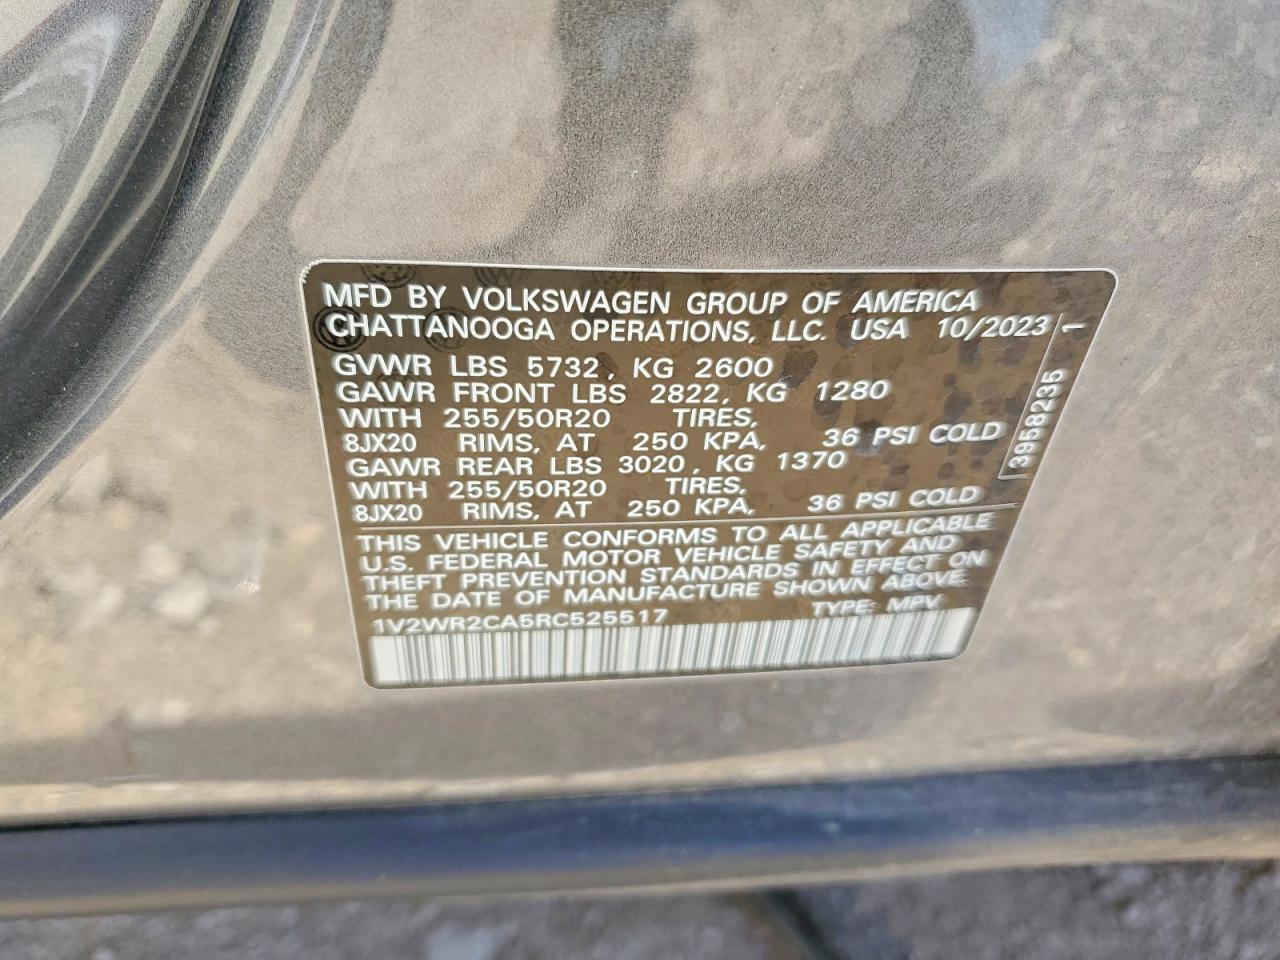 MFD BY VOLKSWAGEN GROUP OF AMERICA
CHATTANOOGA OPERATIONS, LLC. USA 10/2023
GVWR LBS 5732, KG 2600
GAWR FRONT LBS 2822, KG 1280
WITH 255/50R20 TIRES,
8JX20 RIMS, AT 250 KPA, 36 PSI COLD
GAWR REAR LBS 3020, KG 1370
WITH 255/50R20 TIRES,
8JX20 RIMS, AT 250 KPA, 36 PSI COLD
THIS VEHICLE CONFORMS TO ALL APPLICABLE
U.S. FEDERAL MOTOR VEHICLE SAFETY AND
THEFT PREVENTION STANDARDS IN EFFECT ON
THE DATE OF MANUFACTURE SHOWN ABOVE.
1V2WR2CA5RC525517 TYPE: MPV
3958235 1